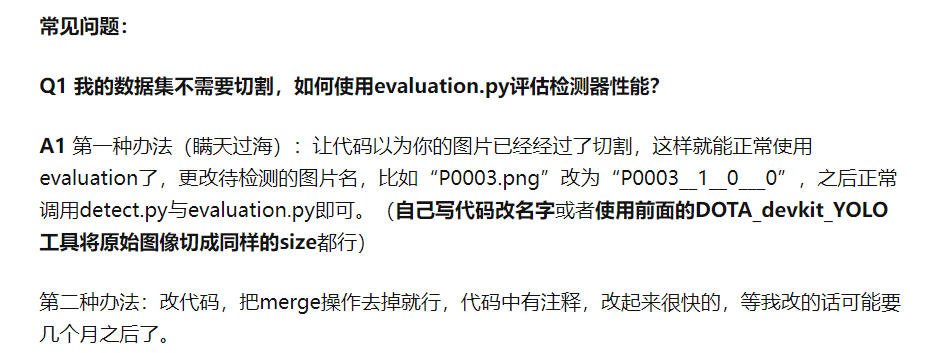 常见问题：
Q1 我的数据集不需要切割，如何使用evaluation.py评估检测器性能？
A1 第一种办法（瞒天过海）：让代码以为你的图片已经经过了切割，这样就能正常使用
evaluation了，更改待检测的图片名，比如“P0003.png”改为“P0003__1__0___0”，之后正常
调用detect.py与evaluation.py即可。（自己写代码改名字或者使用前面的DOTA_devkit_YOLO
工具将原始图像切成同样的size都行）
第二种办法：改代码，把merge操作去掉就行，代码中有注释，改起来很快的，等我改的话可能要
几个月之后了。